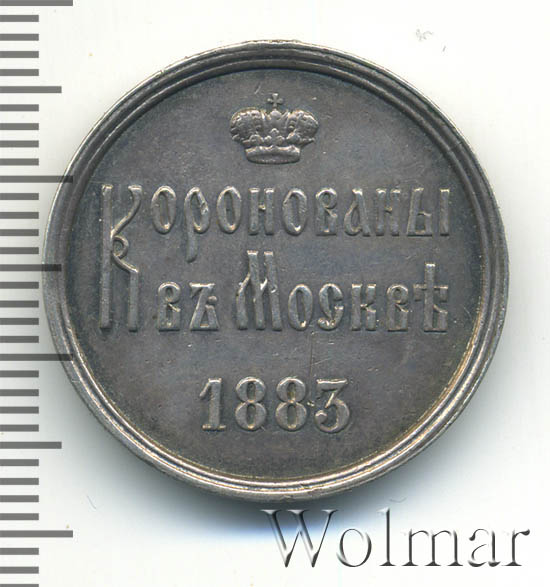 Коронованы
въ Москвѣ
1883
Wolmar